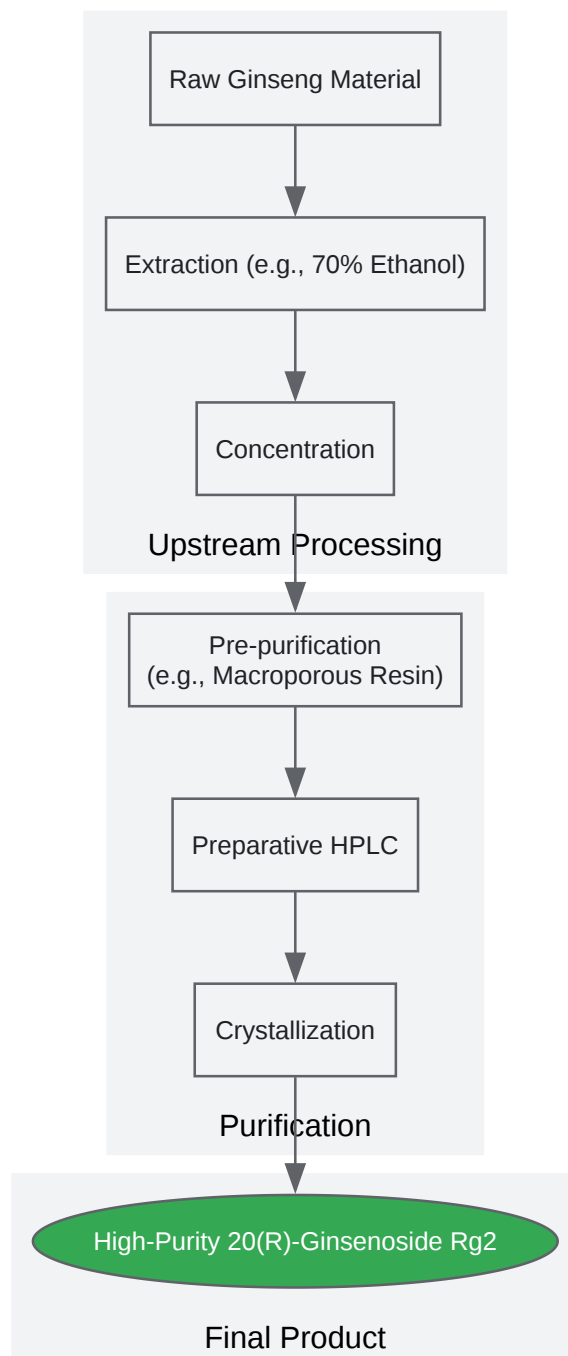 Raw Ginseng Material
Extraction (e.g., 70% Ethanol)
Concentration
Upstream Processing
Pre-purification
(e.g., Macroporous Resin)
Preparative HPLC
Crystallization
Purification
High-Purity 20(R)-Ginsenoside Rg2
Final Product